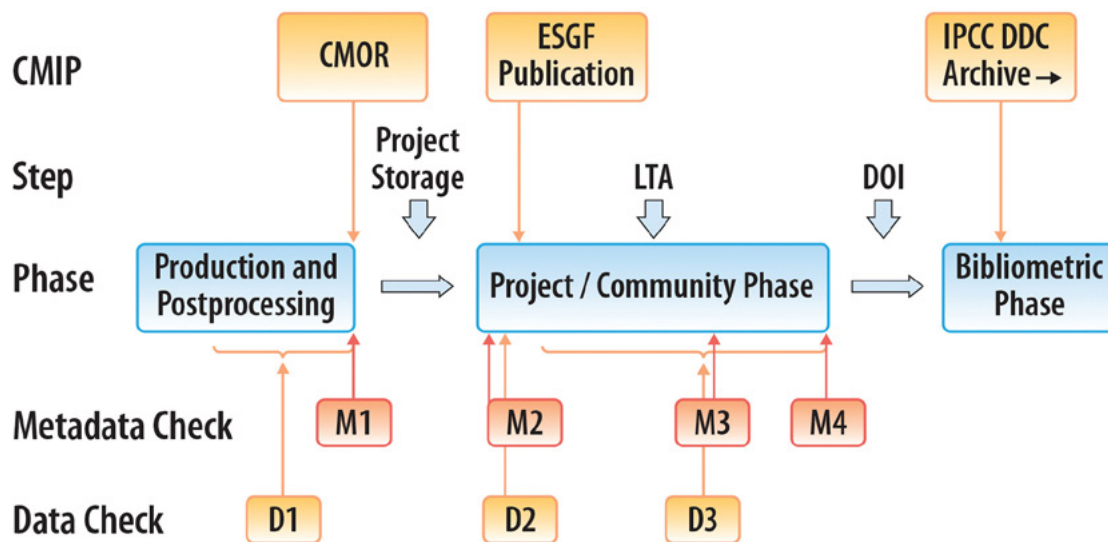 CMIP
CMOR
ESGF
Publication
IPCC DDC
Archive →
Step
Project
Storage
LTA
DOI
Phase
Production and
Postprocessing
Project / Community Phase
Bibliometric
Phase
Metadata Check
M1
M2
M3
M4
Data Check
D1
D2
D3